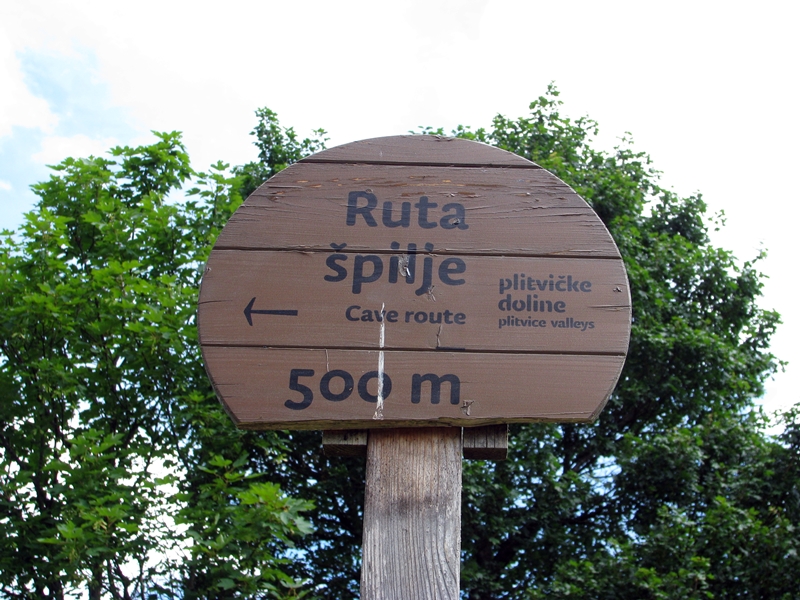 Ruta
špilje
Cave route
500 m
plitvičke
doline
plitvice valleys